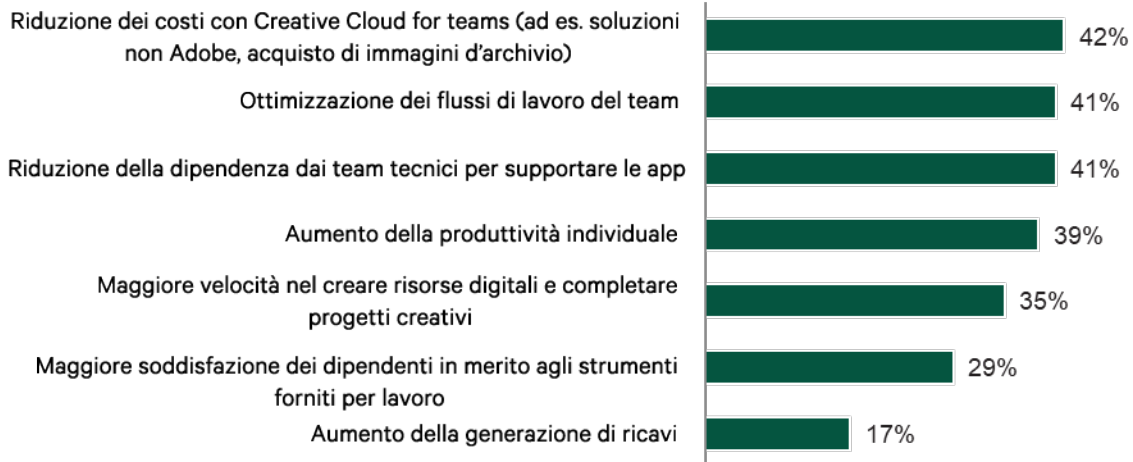 Riduzione dei costi con Creative Cloud for teams (ad es. soluzioni
non Adobe, acquisto di immagini d’archivio)
42%
Ottimizzazione dei flussi di lavoro del team
41%
Riduzione della dipendenza dai team tecnici per supportare le app
41%
Aumento della produttività individuale
39%
Maggiore velocità nel creare risorse digitali e completare
progetti creativi
35%
Maggiore soddisfazione dei dipendenti in merito agli strumenti
forniti per lavoro
29%
Aumento della generazione di ricavi
17%